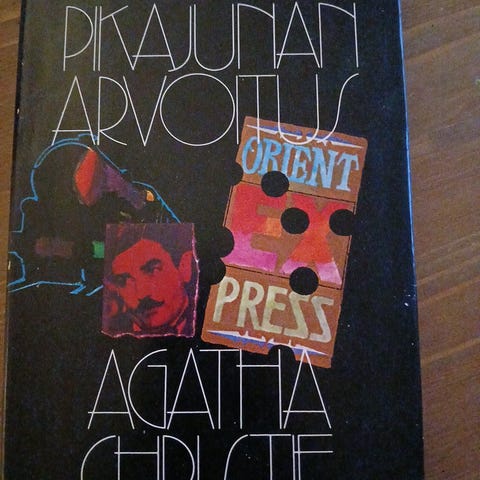 PIKAJUNAN
ARVOITUS
ORIENT
EX
PRESS
AGATHA
CHRISTIE